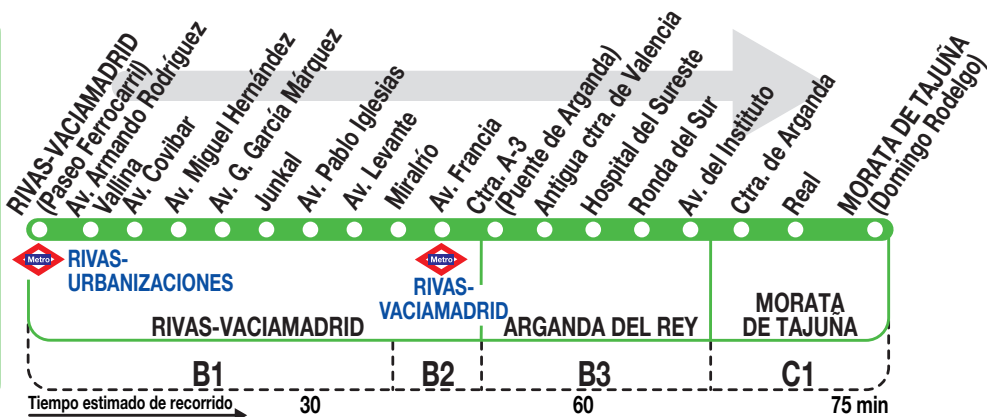 RIVAS-VACIAMADRID
(Paseo Ferrocarril)
Av. Armando Rodríguez
Vallina
Av. Covibar
Av. Miguel Hernández
Av. G. García Márquez
Junkal
Av. Pablo Iglesias
Av. Levante
Miralrío
Av. Francia
Ctra. A-3
(Puente de Arganda)
Antigua ctra. de Valencia
Hospital del Sureste
Ronda del Sur
Av. del Instituto
Ctra. de Arganda
Real
MORATA DE TAJUÑA
(Domingo Rodelgo)
Metro
RIVAS-
URBANIZACIONES
Metro
RIVAS-
VACIAMADRID
RIVAS-VACIAMADRID
ARGANDA DEL REY
MORATA
DE TAJUÑA
B1
B2
B3
C1
Tiempo estimado de recorrido
30
60
75 min